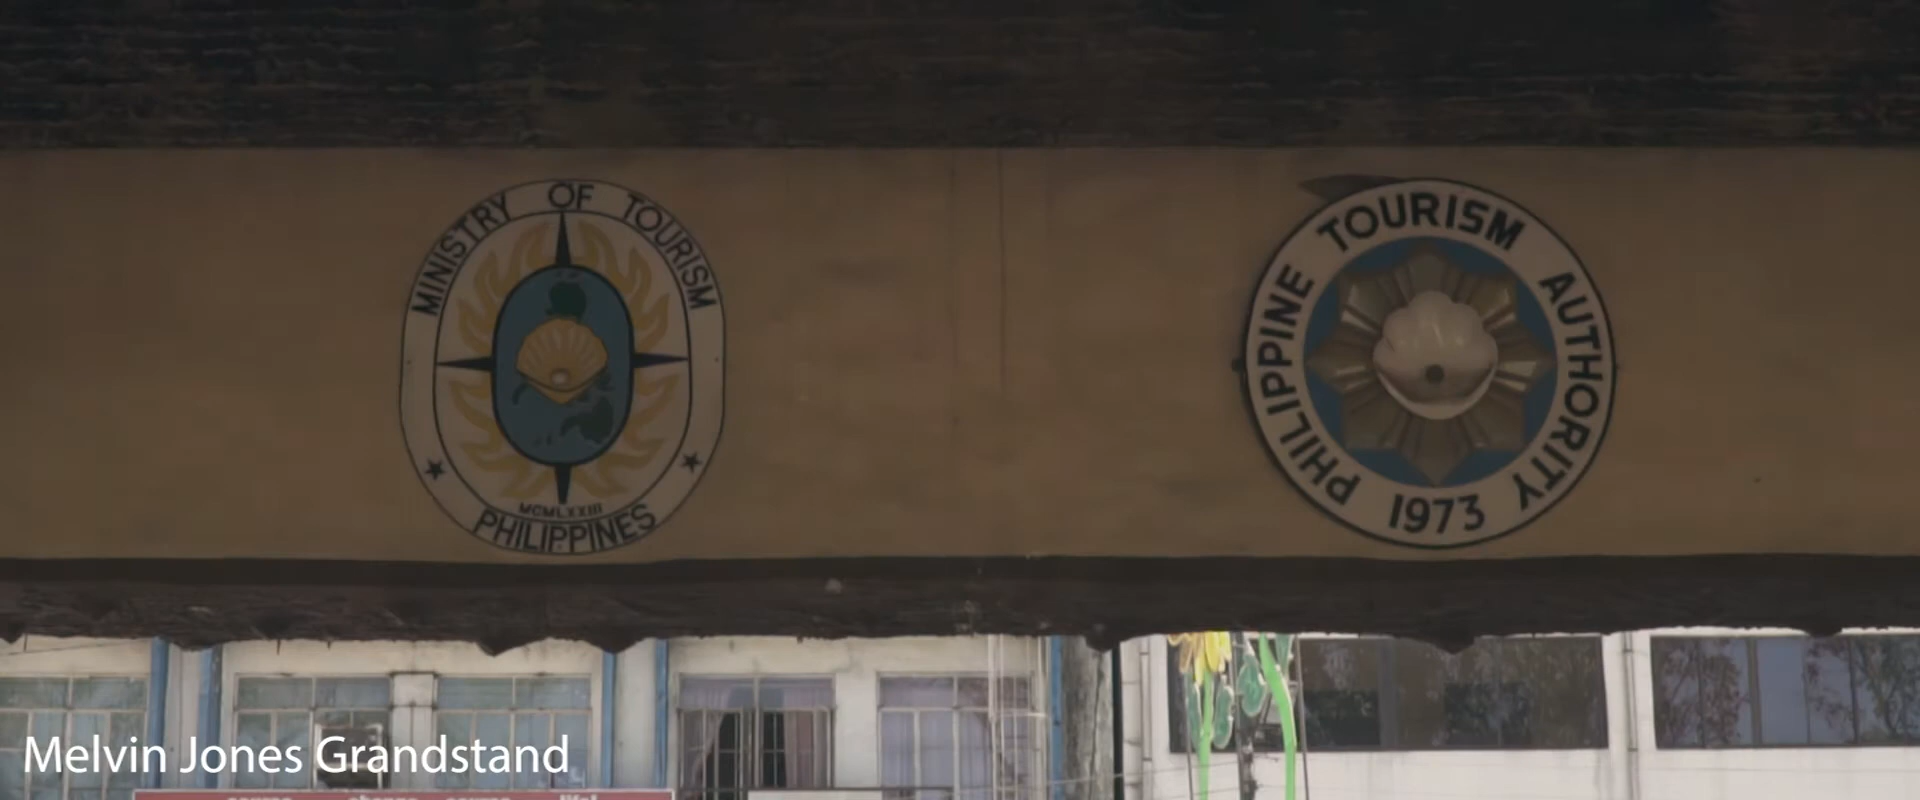 MINISTRY OF TOURISM
MCMLXXIII
PHILIPPINES
PHILIPPINE TOURISM AUTHORITY
1973
Melvin Jones Grandstand